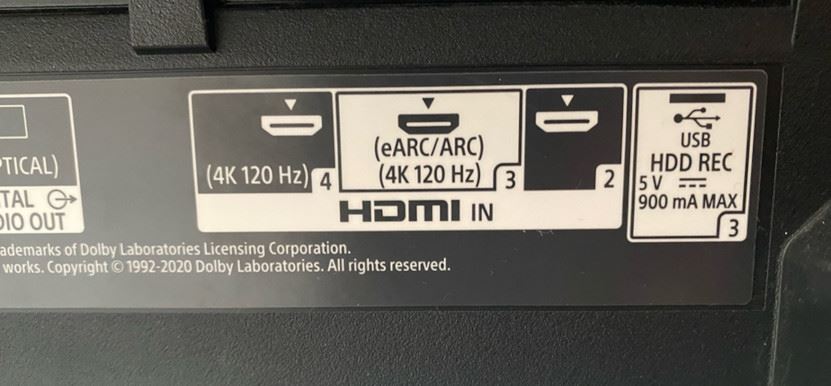 TICAL)
TAL
DIO OUT
(4K 120 Hz) 4
(eARC/ARC)
(4K 120 Hz) 3
2
HDMI IN
USB
HDD REC
5 V
900 mA MAX
3
ademarks of Dolby Laboratories Licensing Corporation.
works. Copyright © 1992-2020 Dolby Laboratories. All rights reserved.